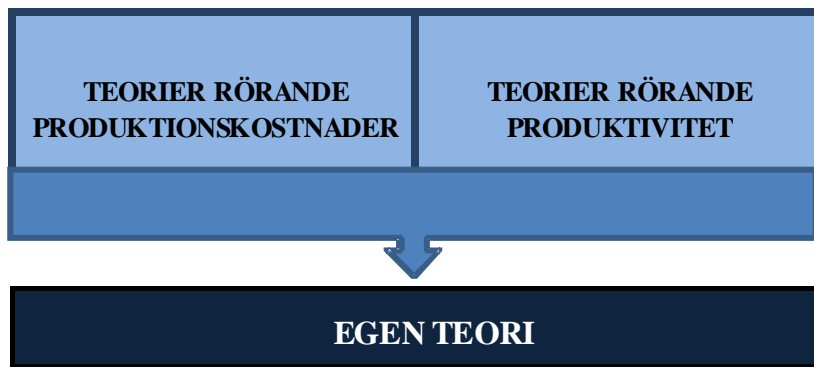 TEORIER RÖRANDE
PRODUKTIONSKOSTNADER
TEORIER RÖRANDE
PRODUKTIVITET
EGEN TEORI